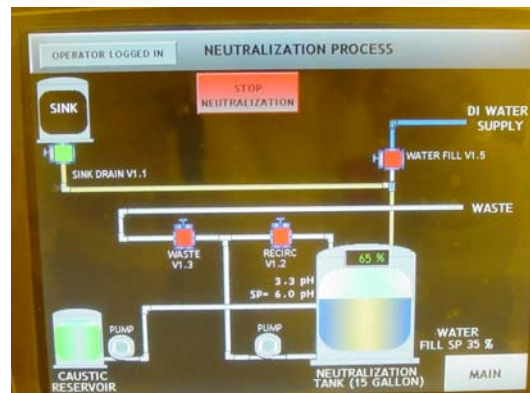 OPERATOR LOGGED IN
NEUTRALIZATION PROCESS
STOP
NEUTRALIZATION
SINK
DI WATER
SUPPLY
SINK DRAIN V1.1
WATER FILL V1.5
WASTE
WASTE
V1.3
RECIRC
V1.2
65 %
3.3 pH
SP= 6.0 pH
PUMP
PUMP
WATER
FILL SP 35 %
CAUSTIC
RESERVOIR
NEUTRALIZATION
TANK (15 GALLON)
MAIN